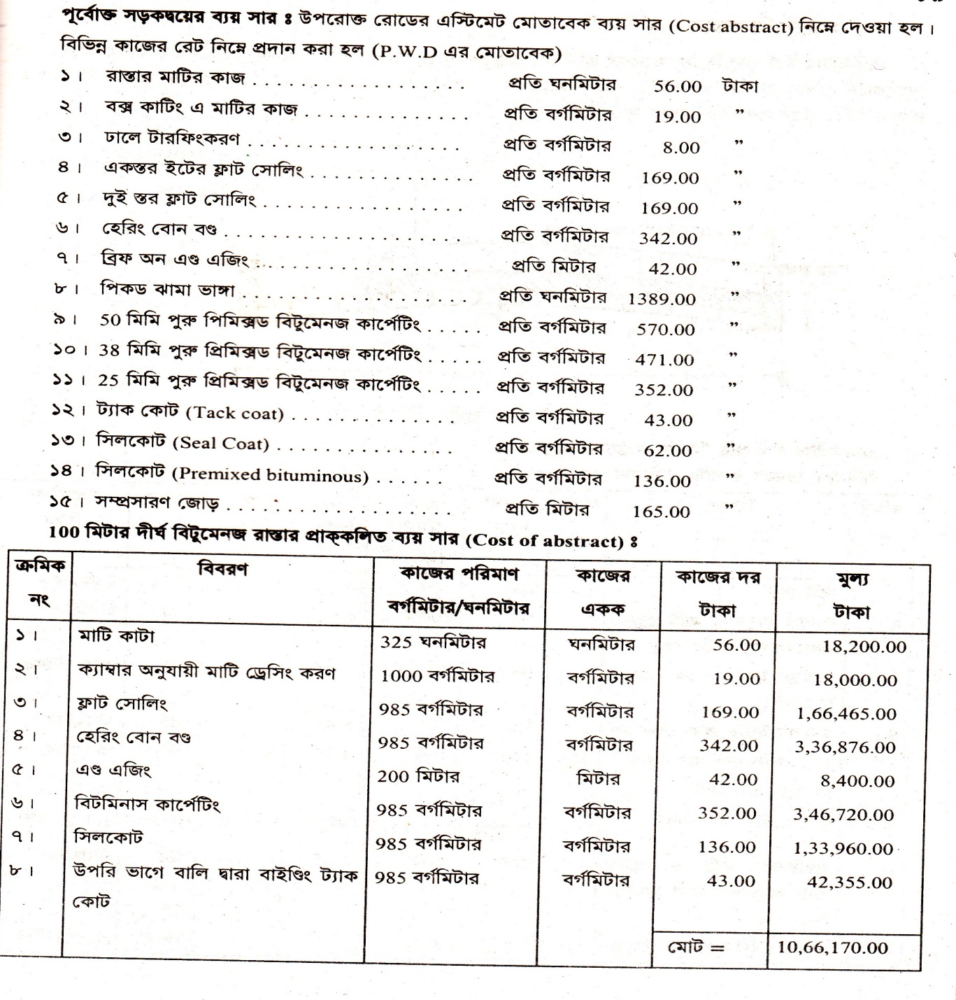 পূর্বোক্ত সড়কদ্বয়ের ব্যয় সার ঃ উপরোক্ত রোডের এস্টিমেট মোতাবেক ব্যয় সার (Cost abstract) নিম্নে দেওয়া হল।
বিভিন্ন কাজের রেট নিম্নে প্রদান করা হল (P.W.D এর মোতাবেক)
১। রাস্তার মাটির কাজ . . . . . . . . . . . . . . . . . . প্রতি ঘনমিটার 56.00 টাকা
২। বক্স কাটিং এ মাটির কাজ . . . . . . . . . . . . . . প্রতি বর্গমিটার 19.00 ”
৩। ঢালে টারফিংকরণ . . . . . . . . . . . . . . . . . . প্রতি বর্গমিটার 8.00 ”
৪। একস্তর ইটের ফ্লাট সোলিং . . . . . . . . . . . . . . প্রতি বর্গমিটার 169.00 ”
৫। দুই স্তর ফ্লাট সোলিং . . . . . . . . . . . . . . . . . প্রতি বর্গমিটার 169.00 ”
৬। হেরিং বোন বণ্ড . . . . . . . . . . . . . . . . . . . . প্রতি বর্গমিটার 342.00 ”
৭। ব্রিফ অন এণ্ড এজিং . . . . . . . . . . . . . . . . . . প্রতি মিটার 42.00 ”
৮। পিকড ঝামা ভাঙ্গা . . . . . . . . . . . . . . . . . . . প্রতি ঘনমিটার 1389.00 ”
৯। 50 মিমি পুরু পিমিক্সড বিটুমেনজ কার্পেটিং . . . . . প্রতি বর্গমিটার 570.00 ”
১০। 38 মিমি পুরু প্রিমিক্সড বিটুমেনজ কার্পেটিং . . . . . প্রতি বর্গমিটার 471.00 ”
১১। 25 মিমি পুরু প্রিমিক্সড বিটুমেনজ কার্পেটিং . . . . . প্রতি বর্গমিটার 352.00 ”
১২। ট্যাক কোট (Tack coat) . . . . . . . . . . . . . . প্রতি বর্গমিটার 43.00 ”
১৩। সিলকোট (Seal Coat) . . . . . . . . . . . . . . . প্রতি বর্গমিটার 62.00 ”
১৪। সিলকোট (Premixed bituminous) . . . . . . প্রতি বর্গমিটার 136.00 ”
১৫। সম্প্রসারণ জোড় . . . . . . . . . . . . . . . . . . . প্রতি মিটার 165.00 ”
100 মিটার দীর্ঘ বিটুমেনজ রাস্তার প্রাক্কলিত ব্যয় সার (Cost of abstract) ঃ
ক্রমিক বিবরণ কাজের পরিমাণ কাজের কাজের দর মূল্য
নং বর্গমিটার/ঘনমিটার একক টাকা টাকা
১। মাটি কাটা 325 ঘনমিটার ঘনমিটার 56.00 18,200.00
২। ক্যাম্বার অনুযায়ী মাটি ড্রেসিং করণ 1000 বর্গমিটার বর্গমিটার 19.00 18,000.00
৩। ফ্লাট সোলিং 985 বর্গমিটার বর্গমিটার 169.00 1,66,465.00
৪। হেরিং বোন বণ্ড 985 বর্গমিটার বর্গমিটার 342.00 3,36,876.00
৫। এণ্ড এজিং 200 মিটার মিটার 42.00 8,400.00
৬। বিটমিনাস কার্পেটিং 985 বর্গমিটার বর্গমিটার 352.00 3,46,720.00
৭। সিলকোট 985 বর্গমিটার বর্গমিটার 136.00 1,33,960.00
৮। উপরি ভাগে বালি দ্বারা বাইণ্ডিং ট্যাক 985 বর্গমিটার বর্গমিটার 43.00 42,355.00
কোট
মোট = 10,66,170.00